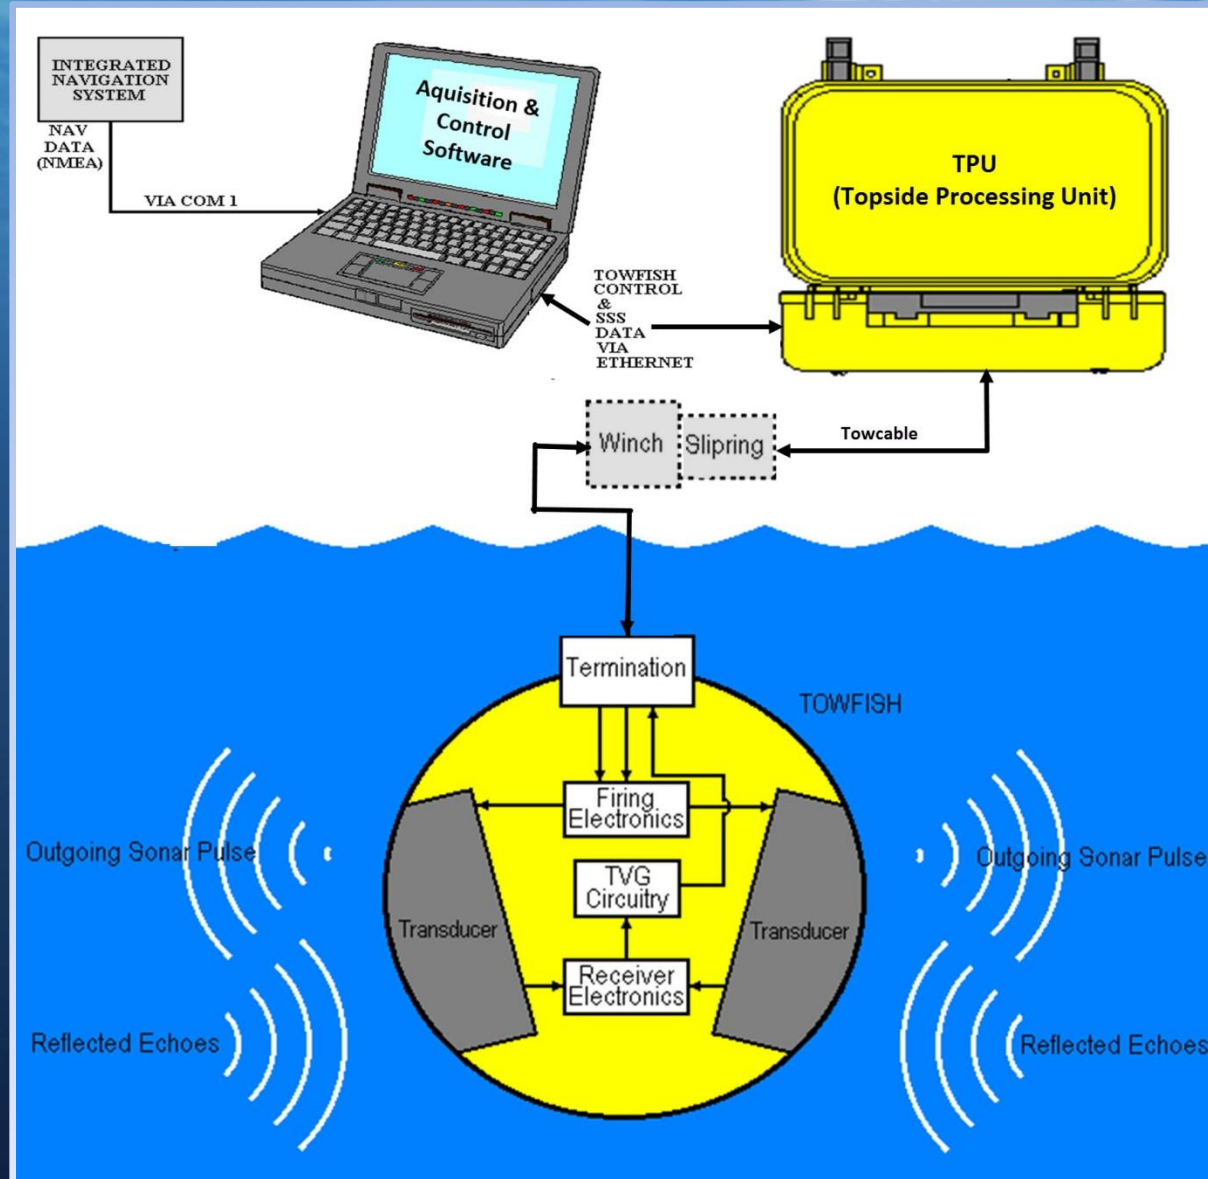 INTEGRATED
NAVIGATION
SYSTEM
NAV
DATA
(NMEA)
VIA COM 1
Aquisition &
Control
Software
TPU
(Topside Processing Unit)
TOWFISH
CONTROL
&
SSS
DATA
VIA
ETHERNET
Winch
Slipring
Towcable
Termination
TOWFISH
Firing
Electronics
Outgoing Sonar Pulse
Outgoing Sonar Pulse
TVG
Circuitry
Transducer
Transducer
Receiver
Electronics
Reflected Echoes
Reflected Echoes